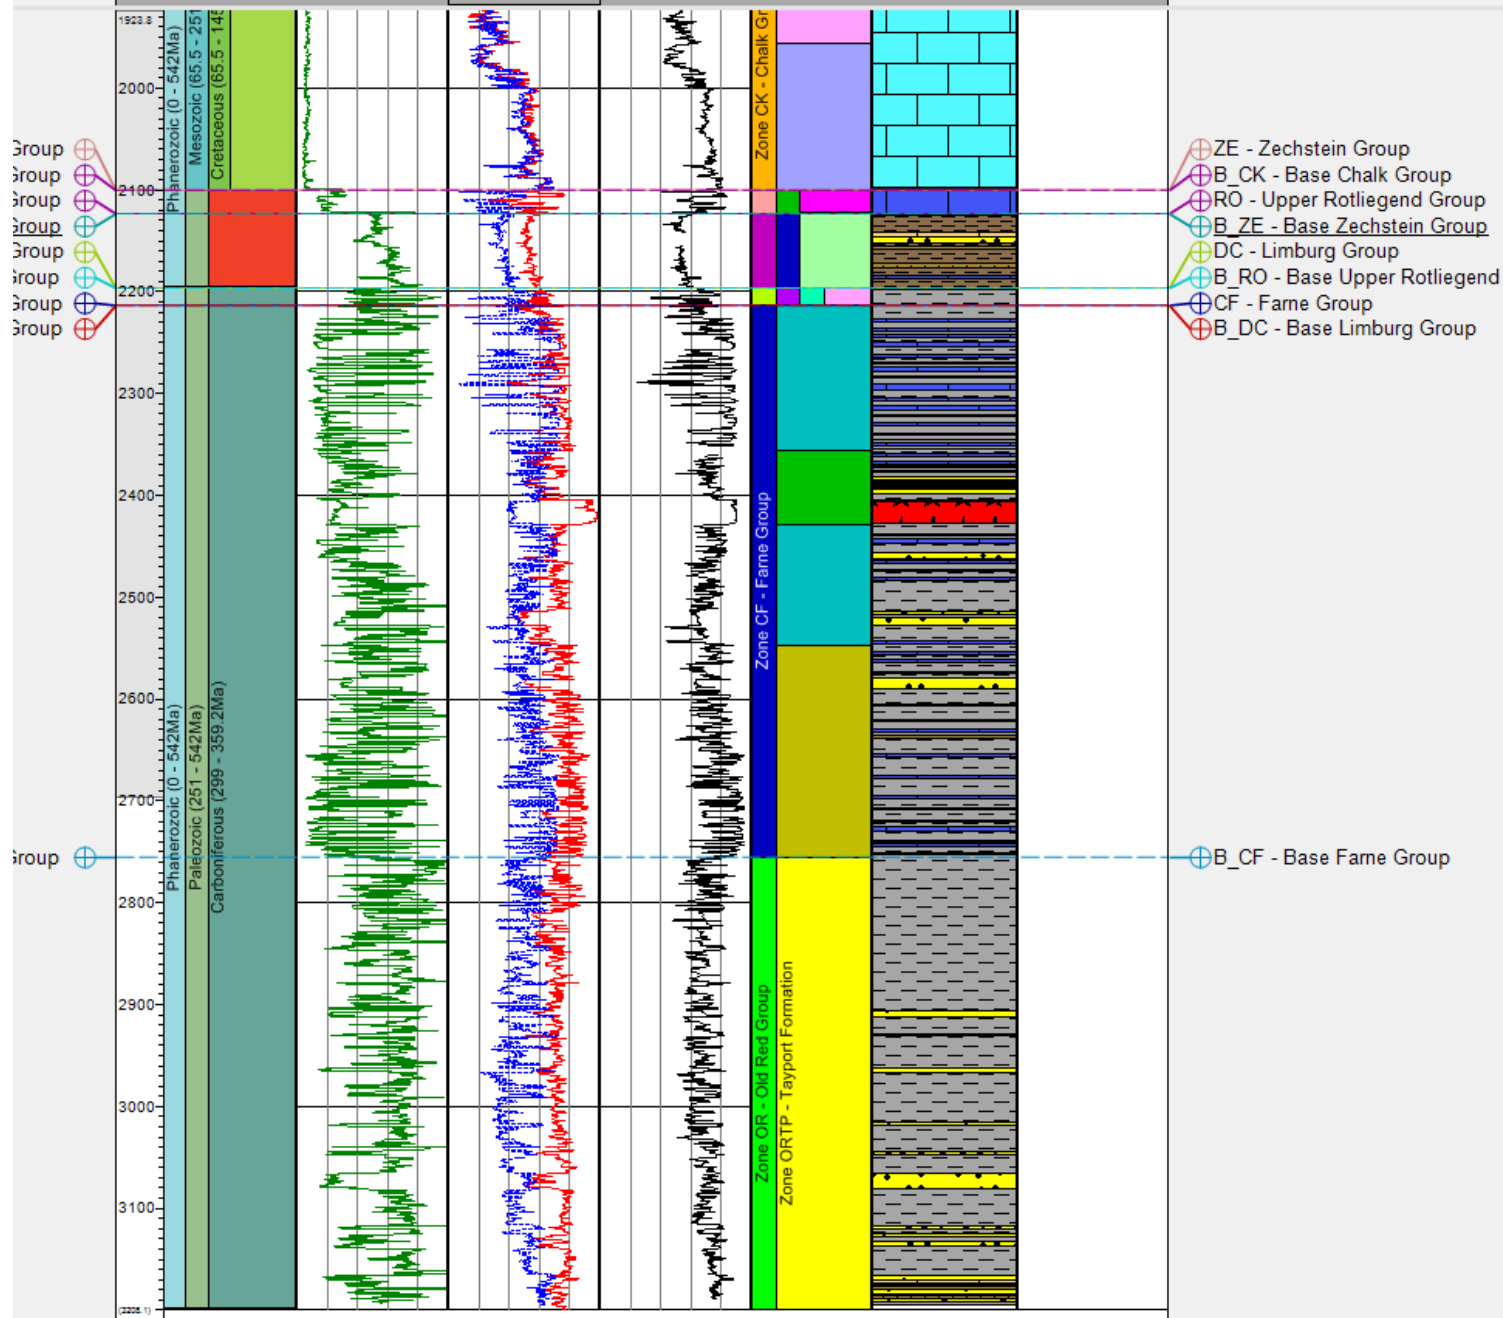 1923.8
2000
2100
2200
2300
2400
2500
2600
2700
2800
2900
3000
3100
(3205.1)
Phanerozoic (0 - 542Ma)
Mesozoic (65.5 - 251
Cretaceous (65.5 - 145
Phanerozoic (0 - 542Ma)
Paleozoic (251 - 542Ma)
Carboniferous (299 - 359.2Ma)
Zone CK - Chalk Gr
Zone CF - Farne Group
Zone OR - Old Red Group
Zone ORTP - Tayport Formation
Group
Group
Group
Group
Group
Group
Group
Group
Group
ZE - Zechstein Group
B_CK - Base Chalk Group
RO - Upper Rotliegend Group
B_ZE - Base Zechstein Group
DC - Limburg Group
B_RO - Base Upper Rotliegend
CF - Farne Group
B_DC - Base Limburg Group
B_CF - Base Farne Group